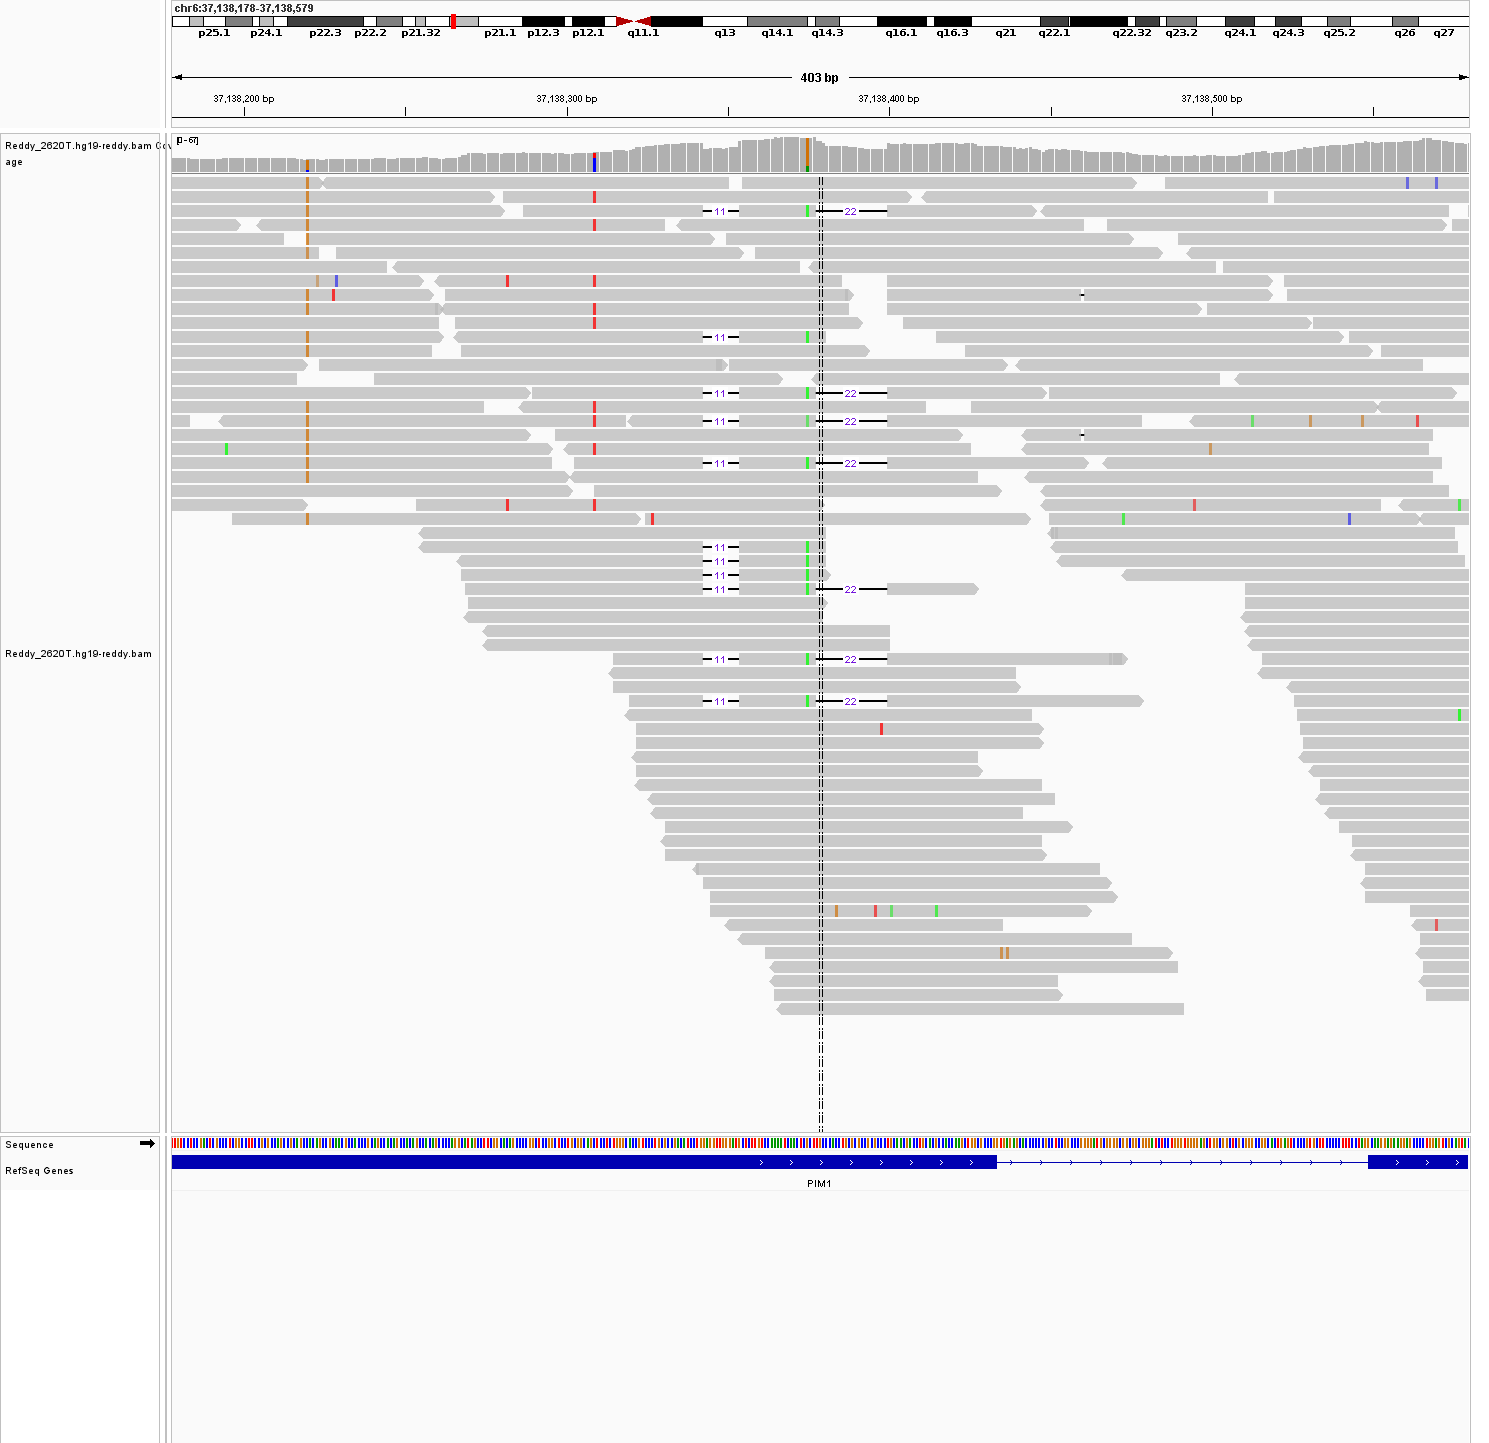 chr6:37,138,178-37,138,579
p25.1 p24.1 p22.3 p22.2 p21.32 p21.1 p12.3 p12.1 q11.1 q13 q14.1 q14.3 q16.1 q16.3 q21 q22.1 q22.32 q23.2 q24.1 q24.3 q25.2 q26 q27
403 bp
37,138,200 bp 37,138,300 bp 37,138,400 bp 37,138,500 bp
Reddy_2620T.hg19-reddy.bam Cov
age
[0 - 67]
11 22
11
11 22
11 22
11 22
11
11
11
11 22
Reddy_2620T.hg19-reddy.bam
11 22
11 22
Sequence
RefSeq Genes
PIM1